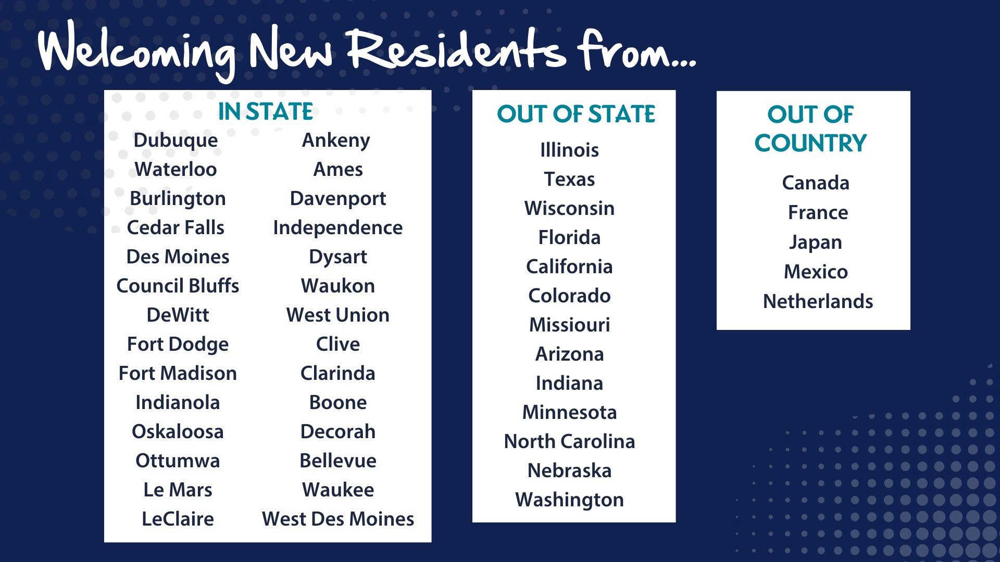 Welcoming New Residents from...
IN STATE
Dubuque
Waterloo
Burlington
Cedar Falls
Des Moines
Council Bluffs
DeWitt
Fort Dodge
Fort Madison
Indianola
Oskaloosa
Ottumwa
Le Mars
LeClaire
Ankeny
Ames
Davenport
Independence
Dysart
Waukon
West Union
Clive
Clarinda
Boone
Decorah
Bellevue
Waukee
West Des Moines
OUT OF STATE
Illinois
Texas
Wisconsin
Florida
California
Colorado
Missiouri
Arizona
Indiana
Minnesota
North Carolina
Nebraska
Washington
OUT OF
COUNTRY
Canada
France
Japan
Mexico
Netherlands